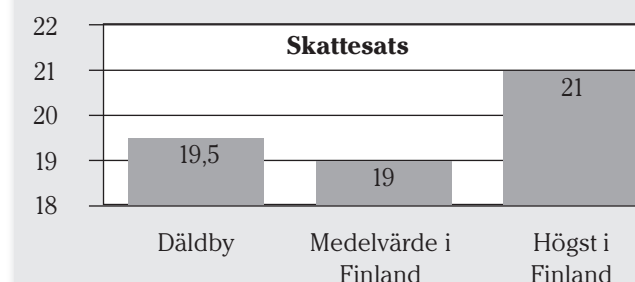 Skattesats
22
21
20
19
18
19,5
19
21
Däldby
Medelvärde i
Finland
Högst i
Finland